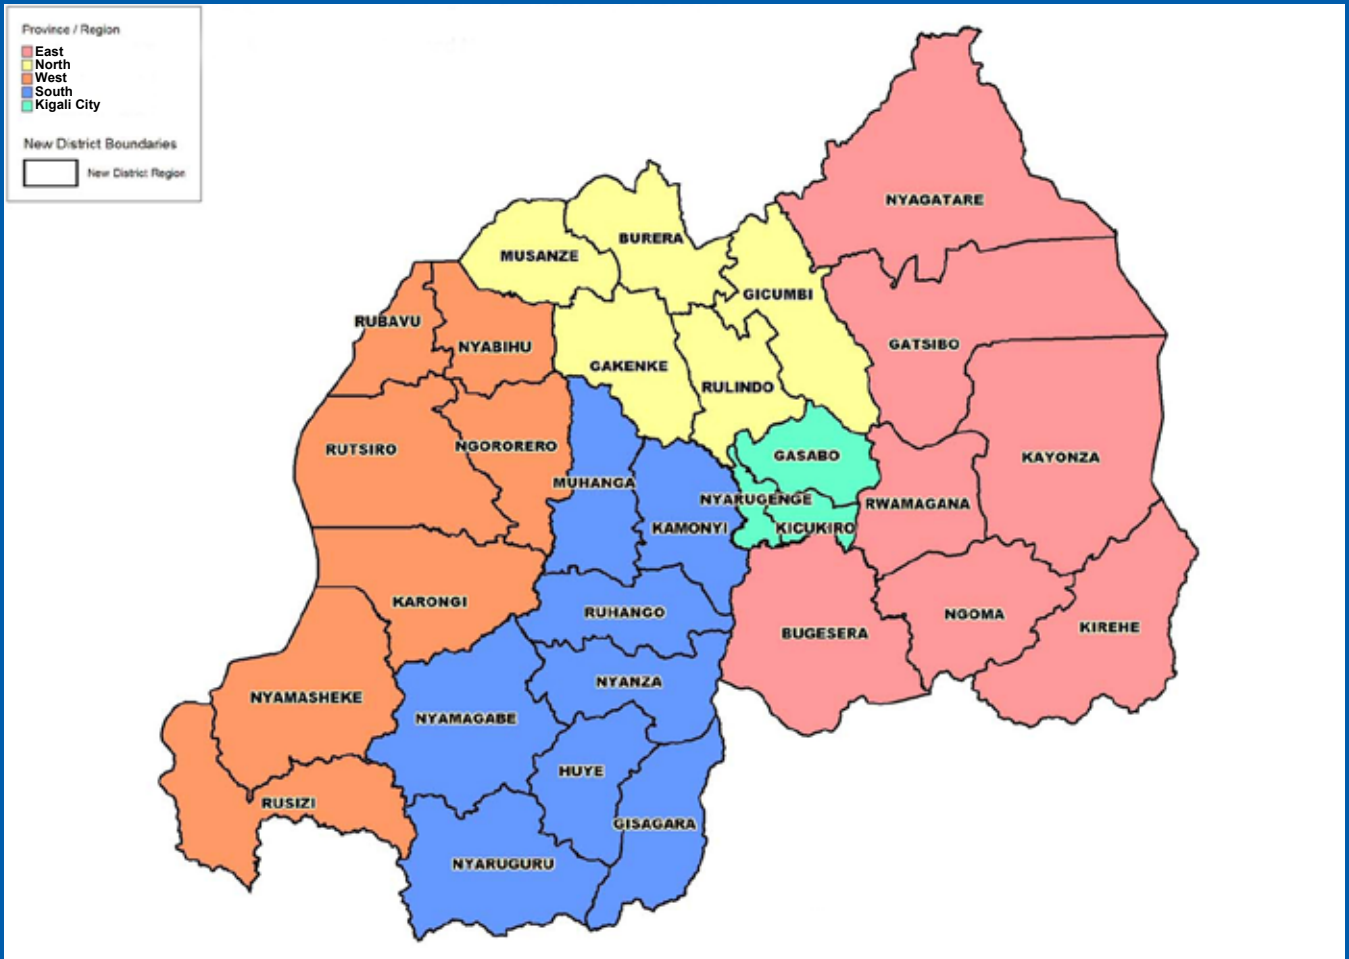 Province / Region
East
North
West
South
Kigali City
New District Boundaries
New District Region
NYAGATARE
BURERA
MUSANZE
GICUMBI
RUBAVU
NYABIHU
GATSIBO
GAKENKE
RULINDO
RUTSIRO
NGORORERO
GASABO
KAYONZA
MUHANGA
NYARUGENGE
RWAMAGANA
KAMONYI
KICUKIRO
KARONGI
RUHANGO
NGOMA
KIREHE
BUGESERA
NYANZA
NYAMASHEKE
NYAMAGABE
HUYE
RUSIZI
GISAGARA
NYARUGURU